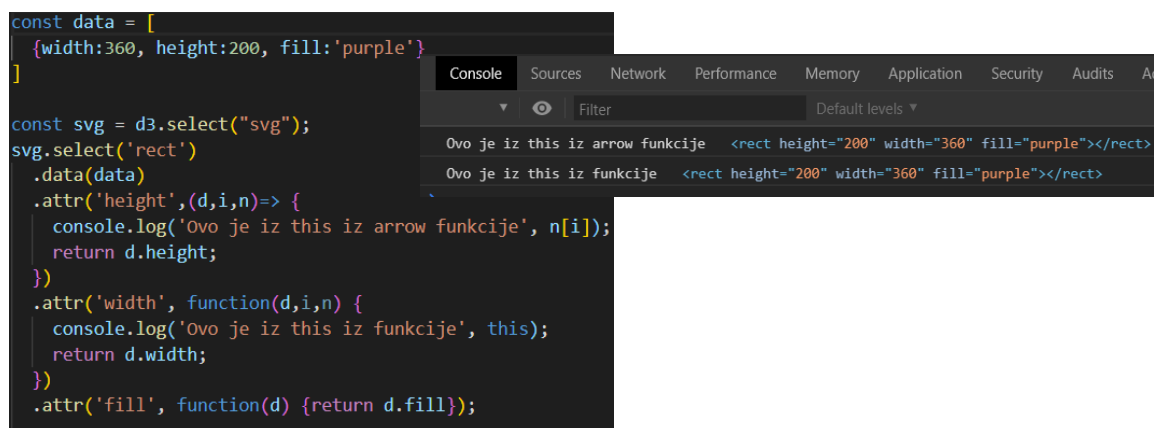 const data = [
{width:360, height:200, fill:'purple'}
]
const svg = d3.select("svg");
svg.select('rect')
.data(data)
.attr('height',(d,i,n)=> {
console.log('Ovo je iz this iz arrow funkcije', n[i]);
return d.height;
})
.attr('width', function(d,i,n) {
console.log('Ovo je iz this iz funkcije', this);
return d.width;
})
.attr('fill', function(d) {return d.fill});
Console Sources Network Performance Memory Application Security Audits
Filter Default levels ▼
Ovo je iz this iz arrow funkcije <rect height="200" width="360" fill="purple"></rect>
Ovo je iz this iz funkcije <rect height="200" width="360" fill="purple"></rect>